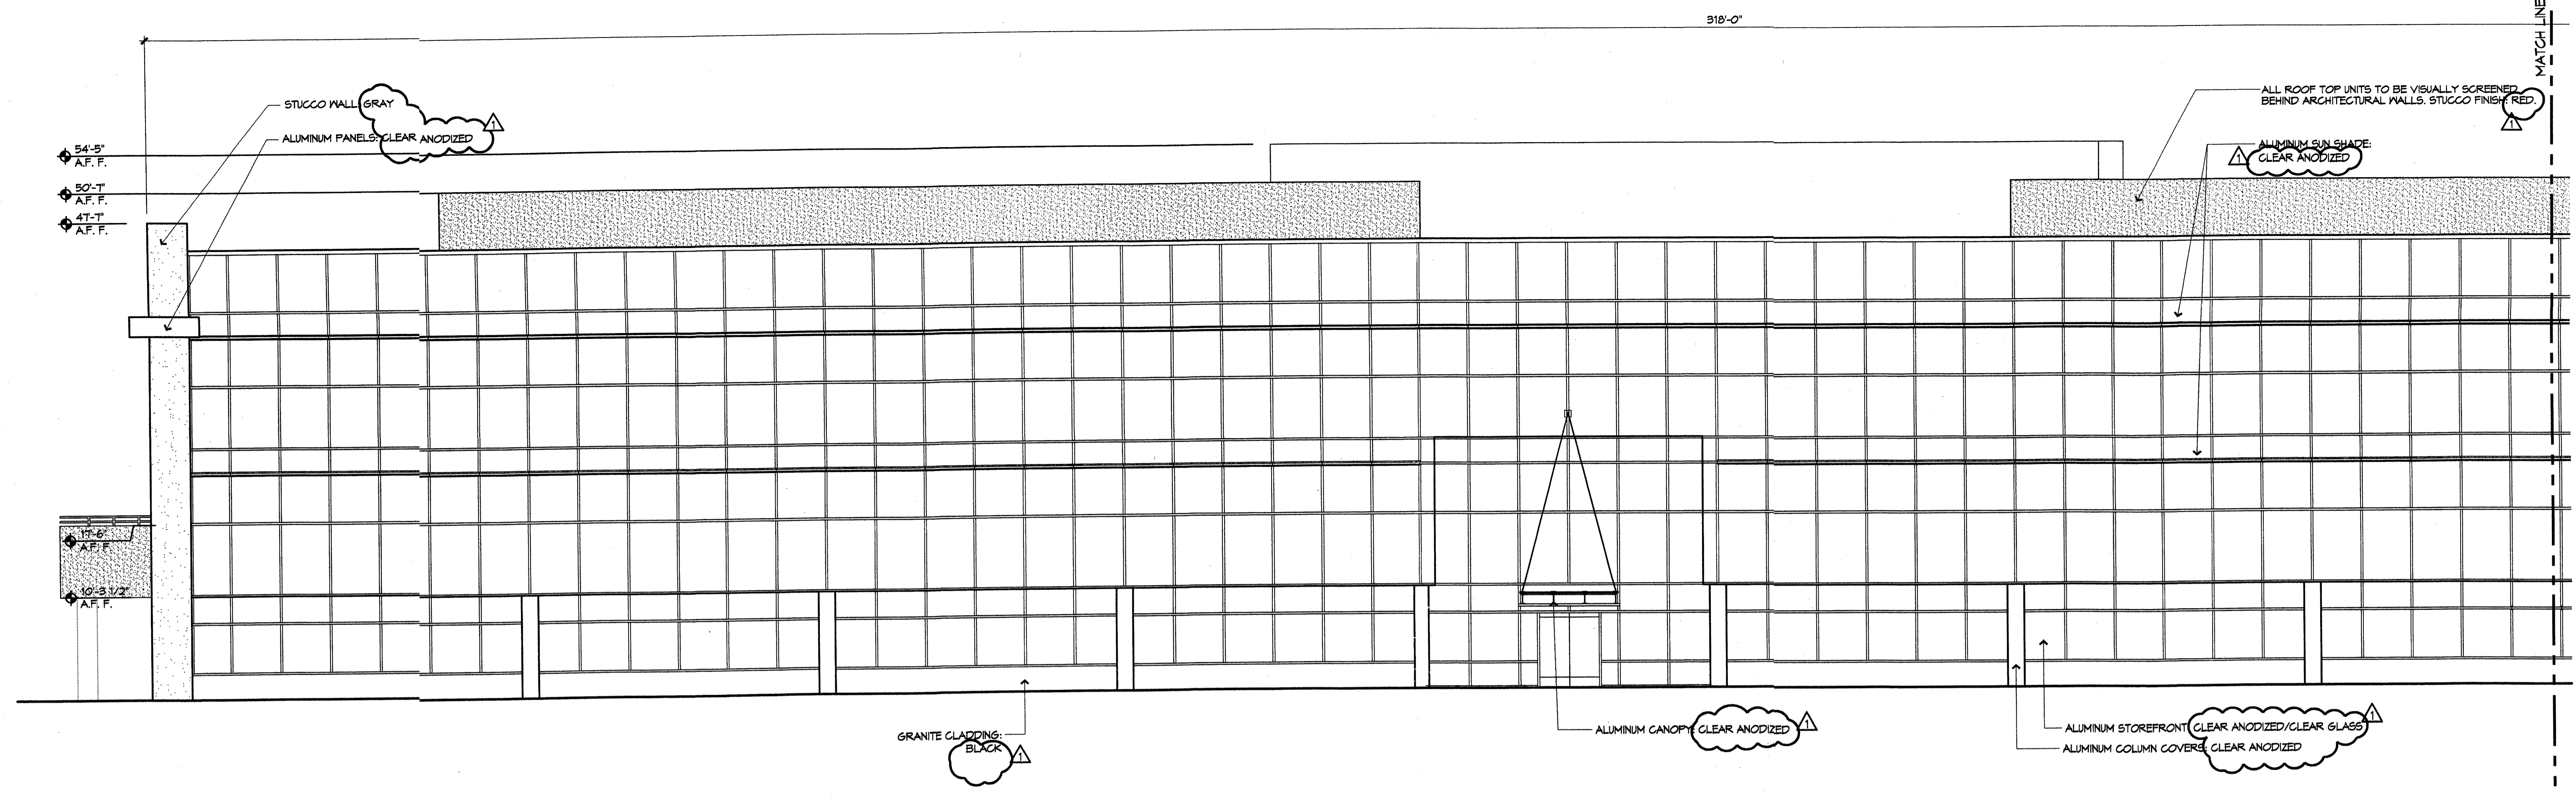 318'-0"
MATCH LINE
STUCCO WALL: GRAY
ALUMINUM PANELS: CLEAR ANODIZED
1
ALL ROOF TOP UNITS TO BE VISUALLY SCREENED
BEHIND ARCHITECTURAL WALLS. STUCCO FINISH: RED.
1
ALUMINUM SUN SHADE:
CLEAR ANODIZED
1
54'-5"
A.F.F.
50'-7"
A.F.F.
47'-7"
A.F.F.
17'-6"
A.F.F.
10'-3 1/2"
A.F.F.
GRANITE CLADDING:
BLACK
1
ALUMINUM CANOPY: CLEAR ANODIZED
1
ALUMINUM STOREFRONT: CLEAR ANODIZED/CLEAR GLASS
1
ALUMINUM COLUMN COVERS: CLEAR ANODIZED